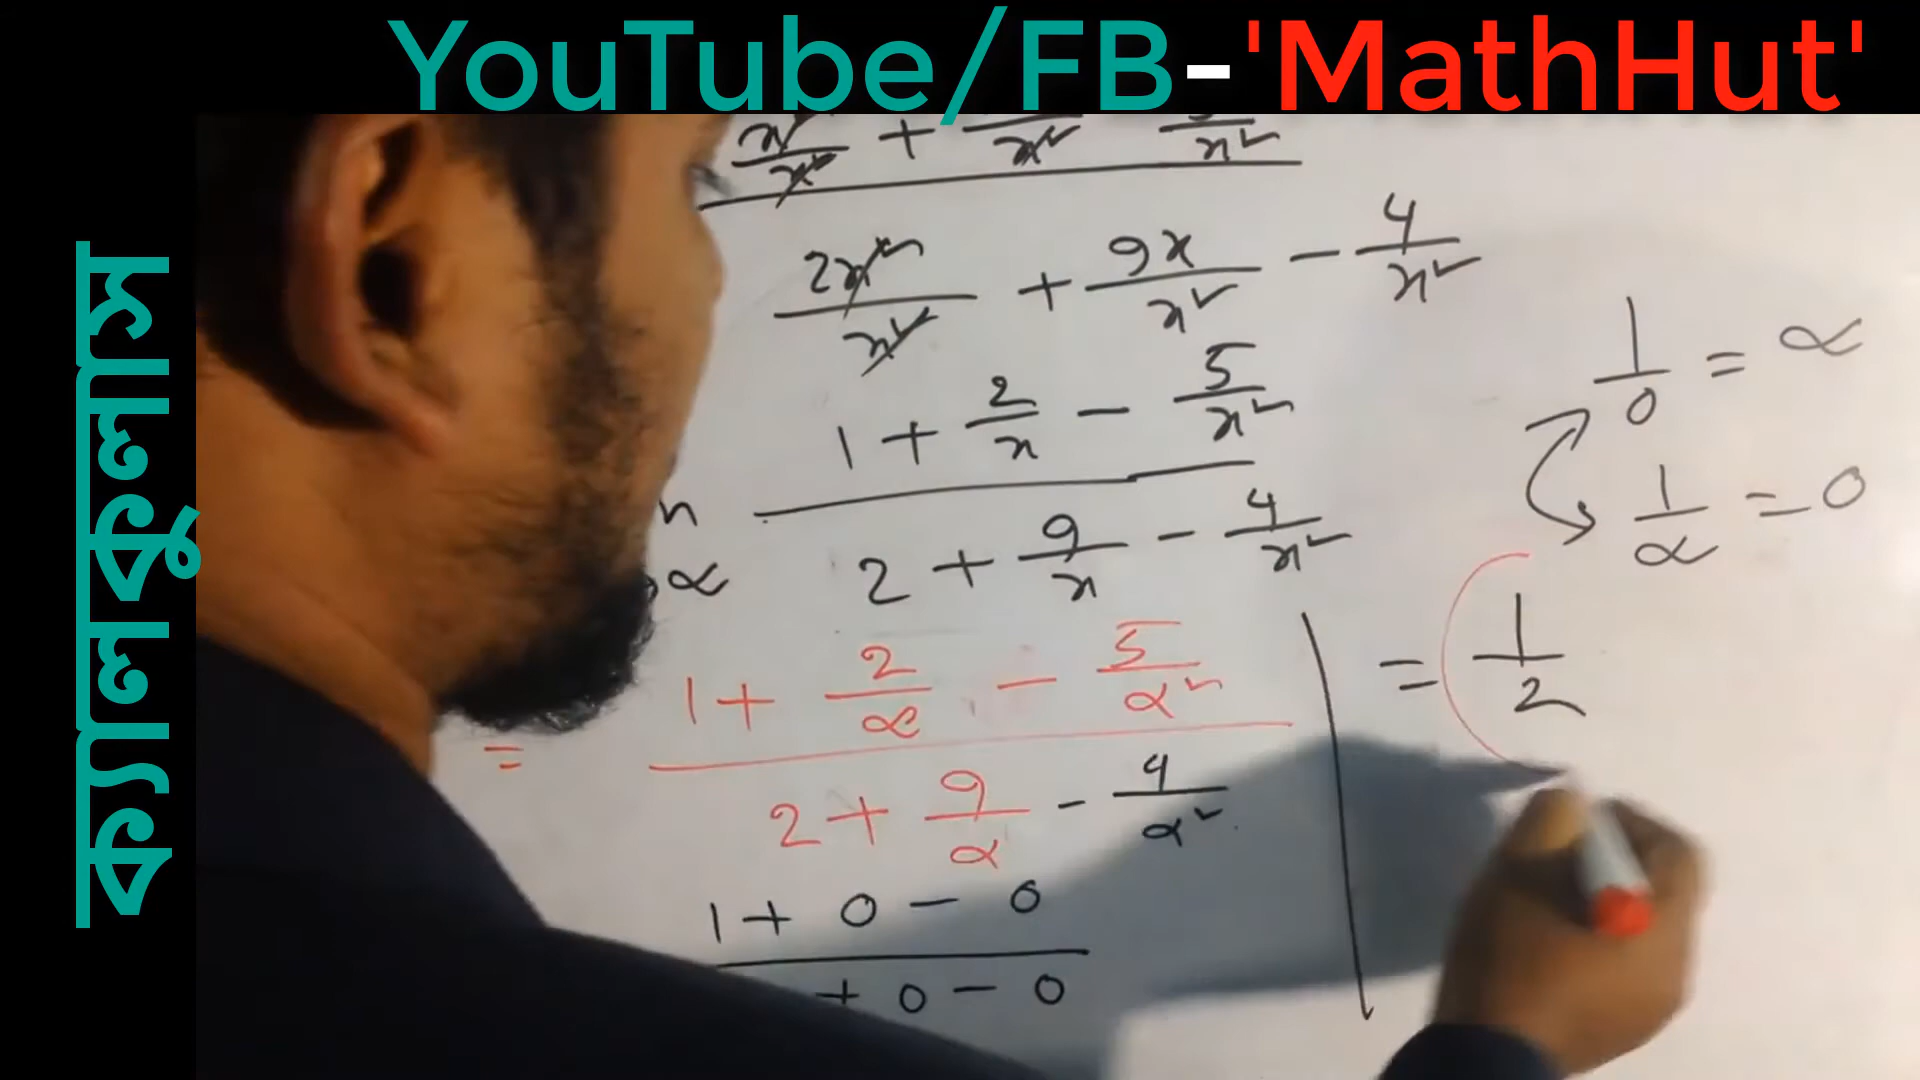 YouTube/FB-'MathHut'
ক্যালকুলাস
2x²/x² + 9x/x² - 4/x²
1 + 2/x - 5/x²
2 + 9/x - 4/x²
= 1 + 2/∝ - 5/∝²
2 + 9/∝ - 4/∝²
1 + 0 - 0
+ 0 - 0
1/0 = ∝
1/∝ = 0
= 1/2